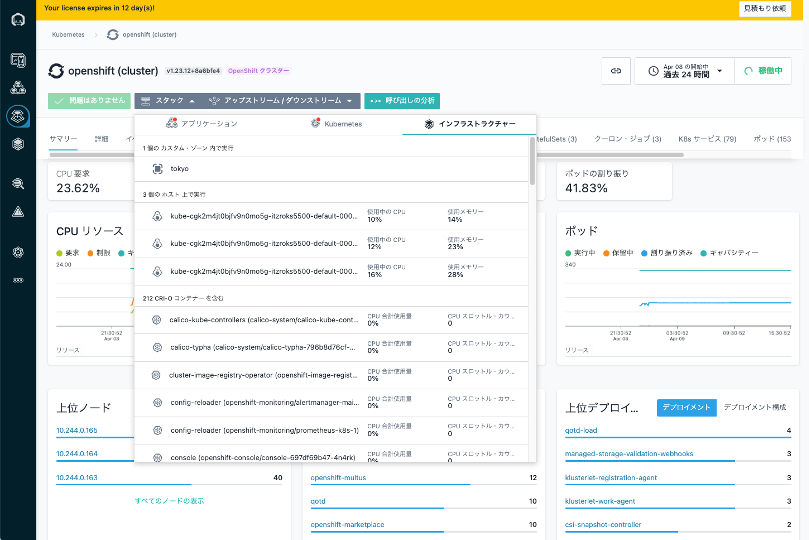 Your license expires in 12 day(s)!
見積もり依頼
Kubernetes
openshift (cluster)
openshift (cluster)
v1.23.12+8a6bfe4
OpenShift クラスター
Apr 08 の開始中
過去 24 時間
稼働中
問題はありません
スタック
アップストリーム / ダウンストリーム
呼び出しの分析
アプリケーション
Kubernetes
インフラストラクチャー
サマリー
詳細
イベ
tefulSets (3)
クーロン・ジョブ (3)
K8s サービス (79)
ポッド (153
1 個の カスタム・ゾーン 内で実行
tokyo
3 個の ホスト 上で実行
kube-cgk2m4jt0bjfv9n0mo5g-itzroks5500-default-000...
使用中の CPU
10%
使用メモリー
14%
kube-cgk2m4jt0bjfv9n0mo5g-itzroks5500-default-000...
使用中の CPU
12%
使用メモリー
23%
kube-cgk2m4jt0bjfv9n0mo5g-itzroks5500-default-000...
使用中の CPU
16%
使用メモリー
28%
212 CRI-O コンテナー を含む
calico-kube-controllers (calico-system/calico-kube-cont...
CPU 合計使用量
0%
CPU スロットル・カウ...
0
calico-typha (calico-system/calico-typha-796b8d76cf-...
CPU 合計使用量
0%
CPU スロットル・カウ...
0
cluster-image-registry-operator (openshift-image-regist...
CPU 合計使用量
0%
CPU スロットル・カウ...
0
config-reloader (openshift-monitoring/alertmanager-mai...
CPU 合計使用量
0%
CPU スロットル・カウ...
0
config-reloader (openshift-monitoring/prometheus-k8s-1)
CPU 合計使用量
0%
CPU スロットル・カウ...
0
console (openshift-console/console-697df69b47-4n4rk)
CPU 合計使用量
0%
CPU スロットル・カウ...
0
CPU 要求
23.62%
ポッドの割り振り
41.83%
CPU リソース
要求
制限
キ
24.00
21:30:52
Apr 08
リリース
ポッド
実行中
保留中
割り振り済み
キャパシティー
840
21:30:52
Apr 08
03:30:52
Apr 09
09:30:52
15:30:52
リリース
上位ノード
10.244.0.165
10.244.0.164
10.244.0.163
40
すべてのノードの表示
openshift-multus
12
qotd
10
openshift-marketplace
10
上位デプロイ...
デプロイメント
デプロイメント構成
qotd-load
4
managed-storage-validation-webhooks
3
klusterlet-registration-agent
3
klusterlet-work-agent
3
csi-snapshot-controller
2